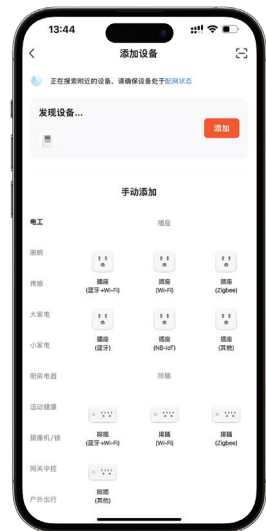 13:44
添加设备
正在搜索附近的设备，请确保设备处于配网状态
发现设备...
添加
手动添加
电工
插座
照明
插座
(蓝牙+Wi-Fi)
插座
(Wi-Fi)
插座
(Zigbee)
传感
大家电
插座
(蓝牙)
插座
(NB-IoT)
插座
(其他)
小家电
厨房电器
排插
运动健康
排插
(蓝牙+Wi-Fi)
排插
(Wi-Fi)
排插
(Zigbee)
摄像机/锁
网关中控
排插
(其他)
户外出行